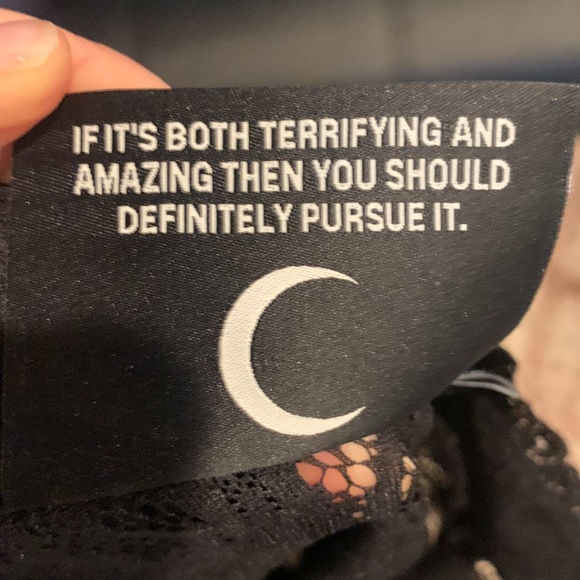 IF IT'S BOTH TERRIFYING AND
AMAZING THEN YOU SHOULD
DEFINITELY PURSUE IT.